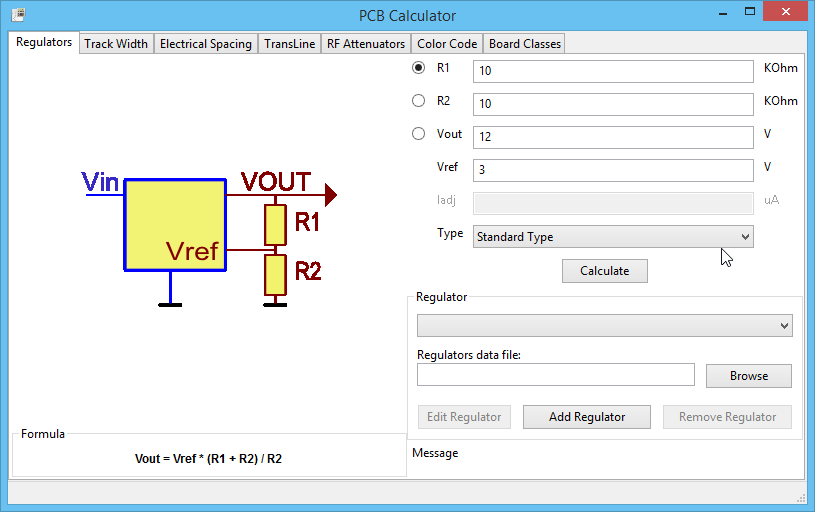 PCB Calculator
Regulators Track Width Electrical Spacing TransLine RF Attenuators Color Code Board Classes
R1 10 KOhm
R2 10 KOhm
Vout 12 V
Vref 3 V
Iadj uA
Type Standard Type
Calculate
Vin VOUT
R1
Vref
R2
Regulator
Regulators data file:
Browse
Edit Regulator Add Regulator Remove Regulator
Formula
Vout = Vref * (R1 + R2) / R2
Message